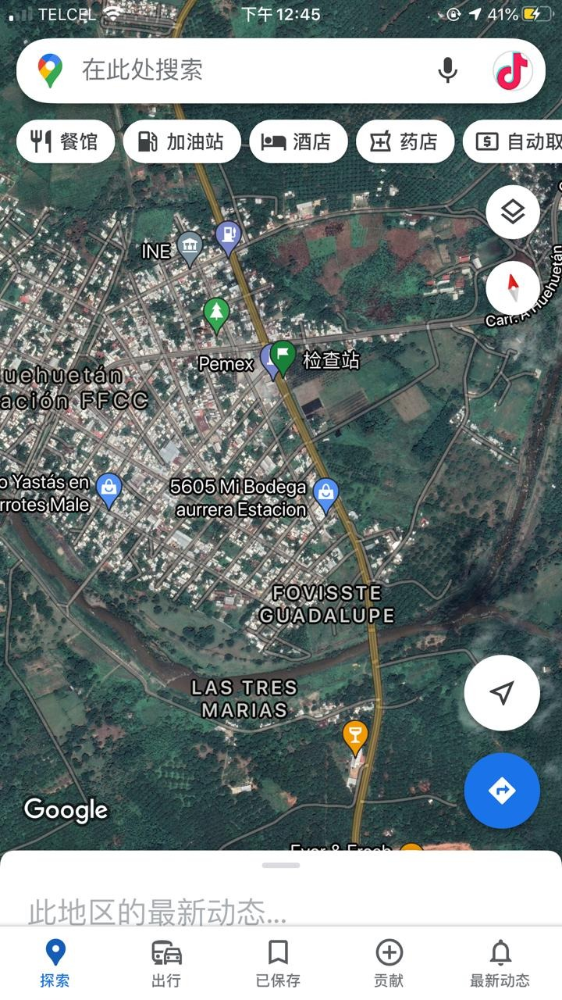 TELCEL
下午12:45
41%
在此处搜索
餐馆
加油站
酒店
药店
自动取
INE
Carr. A Huehuetán
Pemex
检查站
uehuetán
ación FFCC
o Yastás en
rrotes Male
5605 Mi Bodega
aurrera Estacion
FOVISSTE
GUADALUPE
LAS TRES
MARIAS
Google
此地区的最新动态...
探索
出行
已保存
贡献
最新动态